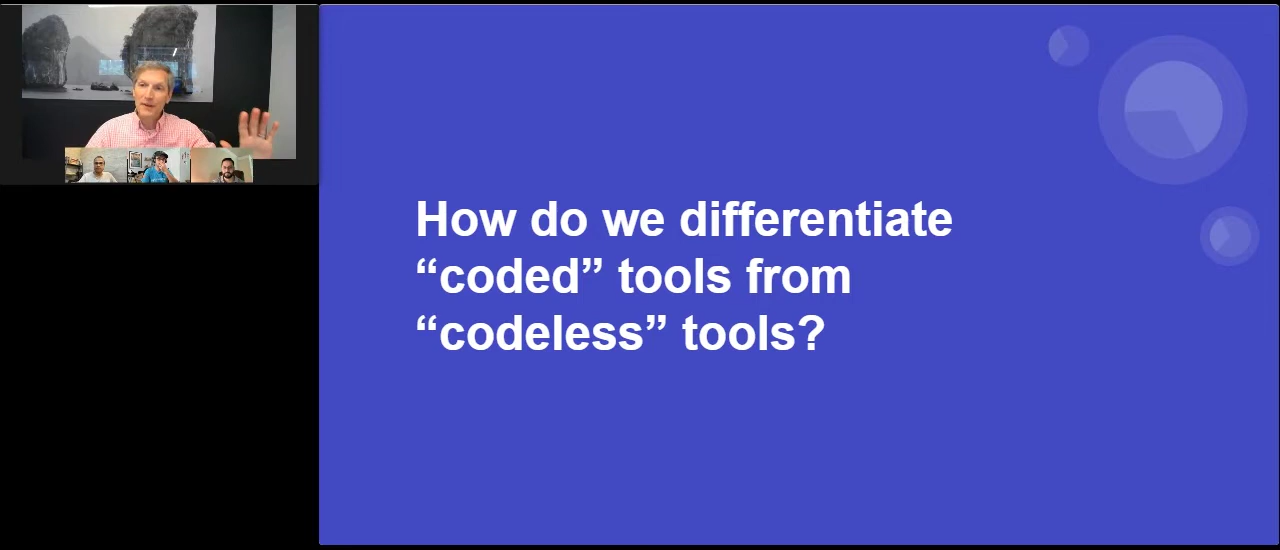 How do we differentiate
“coded” tools from
“codeless” tools?